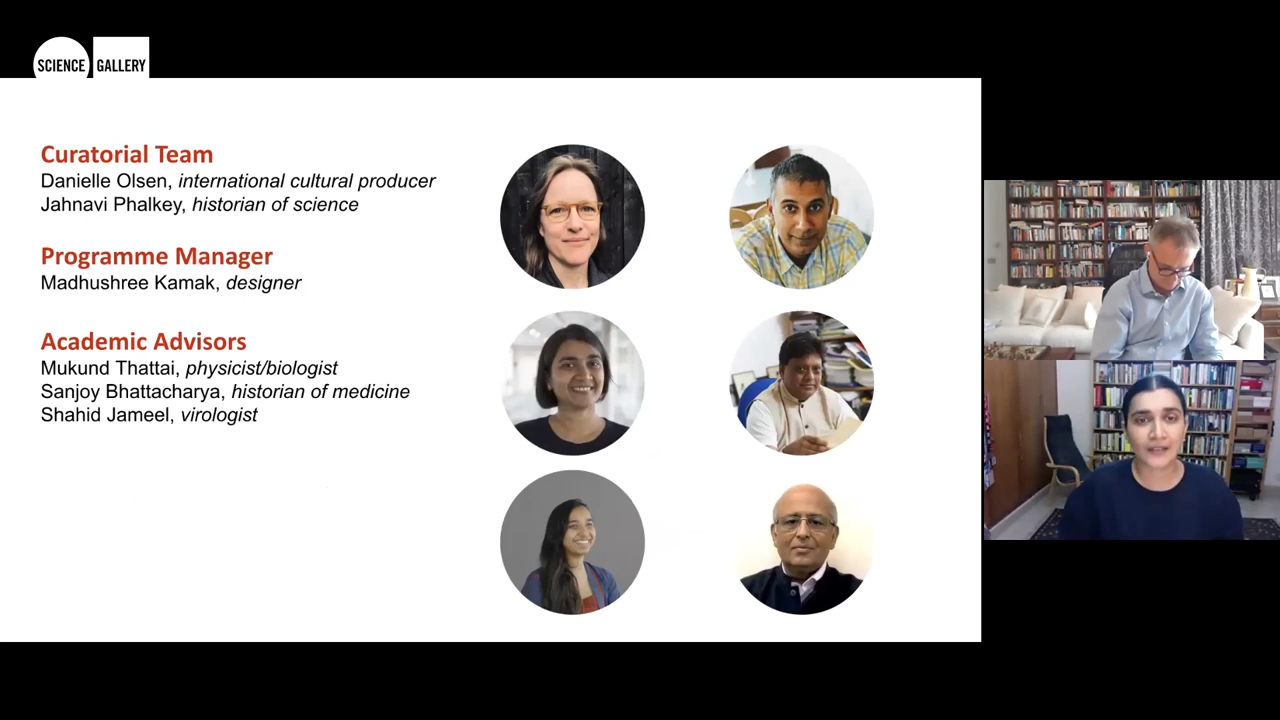 SCIENCE GALLERY
Curatorial Team
Danielle Olsen, international cultural producer
Jahnavi Phalkey, historian of science
Programme Manager
Madhushree Kamak, designer
Academic Advisors
Mukund Thattai, physicist/biologist
Sanjoy Bhattacharya, historian of medicine
Shahid Jameel, virologist